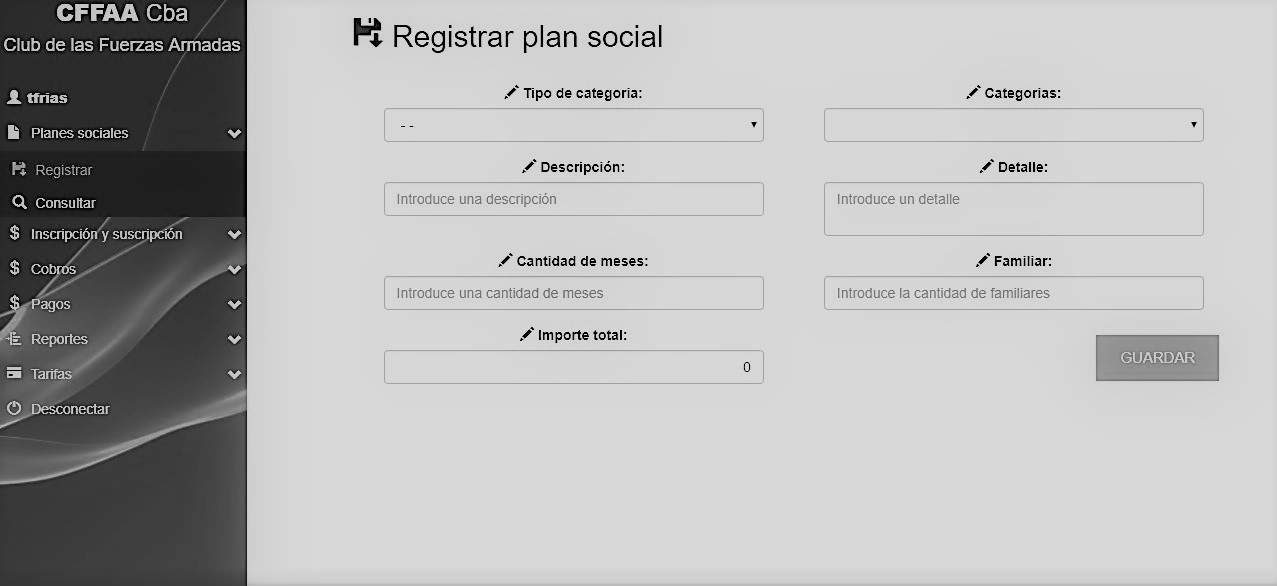 CFFAA Cba
Club de las Fuerzas Armadas
tfrias
Planes sociales
Registrar
Consultar
Inscripción y suscripción
Cobros
Pagos
Reportes
Tarifas
Desconectar
Registrar plan social
Tipo de categoria:
Categorias:
- -
Descripción:
Detalle:
Introduce una descripción
Introduce un detalle
Cantidad de meses:
Familiar:
Introduce una cantidad de meses
Introduce la cantidad de familiares
Importe total:
0
GUARDAR